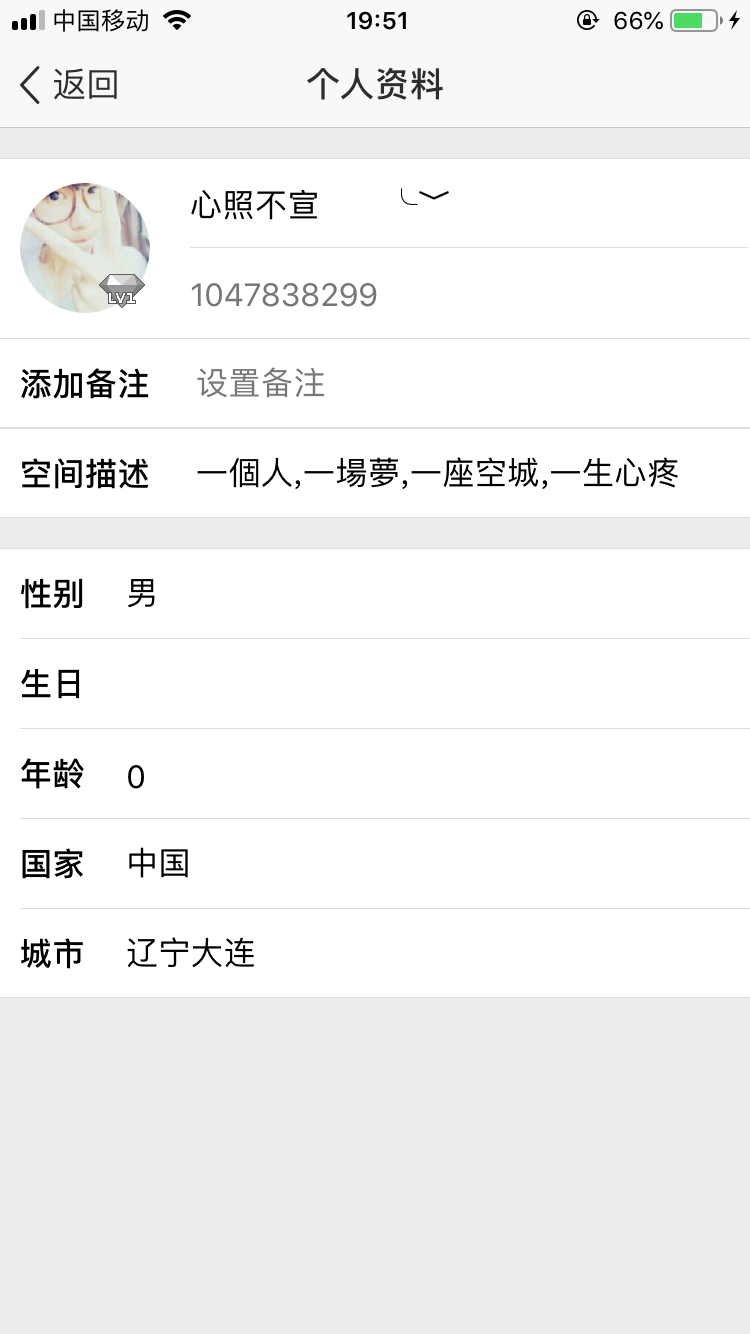 中国移动 19:51 66%
返回 个人资料
心照不宣 ╰︶
LV1
1047838299
添加备注 设置备注
空间描述 一個人,一場夢,一座空城,一生心疼
性别 男
生日
年龄 0
国家 中国
城市 辽宁大连